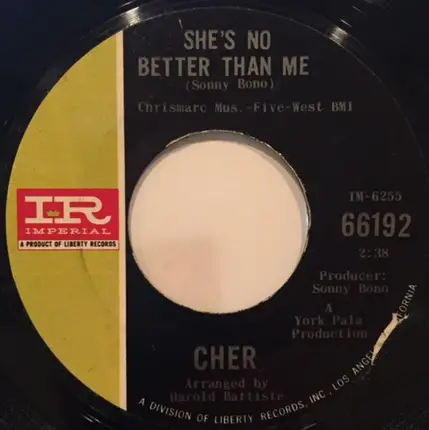 SHE'S NO
BETTER THAN ME
(Sonny Bono)
Chrismarc Mus.-Five-West BMI
IR
IMPERIAL
A PRODUCT OF LIBERTY RECORDS
IM-6255
66192
2:38
Producer:
Sonny Bono
A
York Pala
Production
CHER
Arranged by
Harold Battiste
A DIVISION OF LIBERTY RECORDS, INC., LOS ANGELES, CALIFORNIA